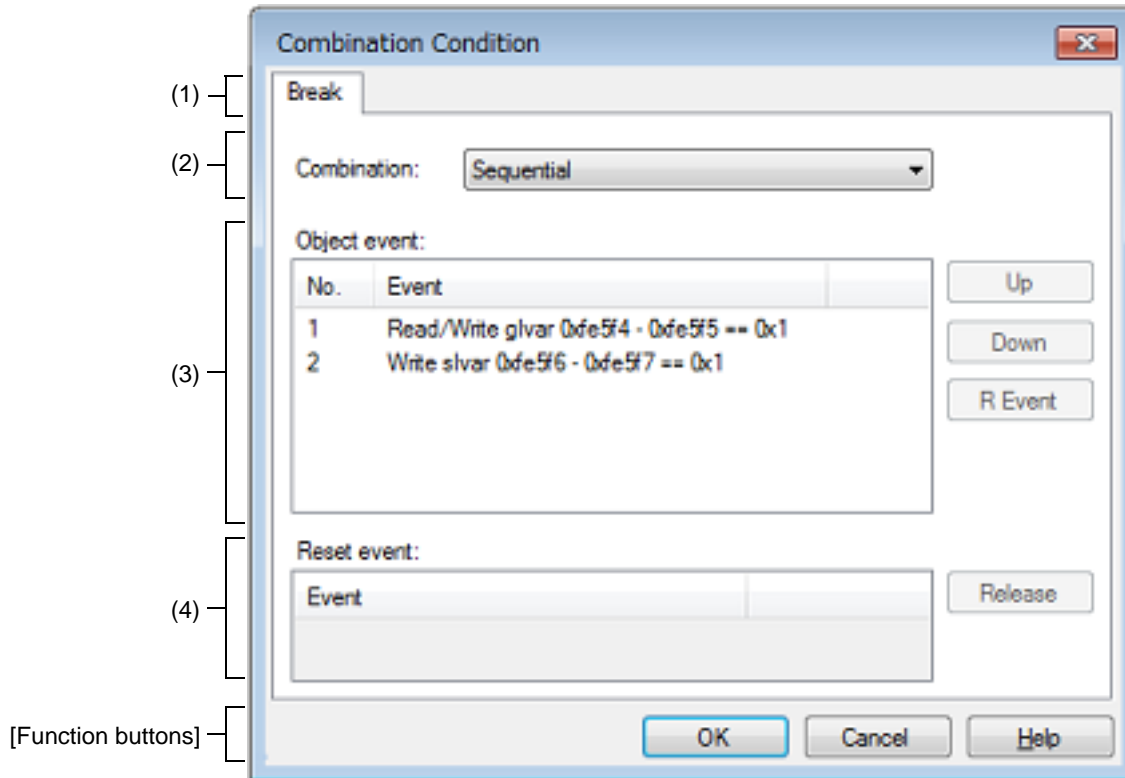 Combination Condition
(1)
Break
(2)
Combination: Sequential
Object event:
No. Event
Up
1 Read/Write glvar 0xfe5f4 - 0xfe5f5 == 0x1
Down
2 Write slvar 0xfe5f6 - 0xfe5f7 == 0x1
(3)
R Event
Reset event:
Event
Release
(4)
[Function buttons]
OK Cancel Help